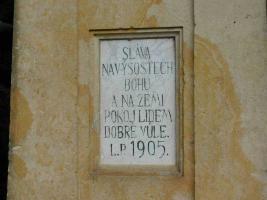 SLÁVA
NA VÝSOSTECH
BOHU
A NA ZEMI
POKOJ LIDEM
DOBRÉ VŮLE.
L.P. 1905.